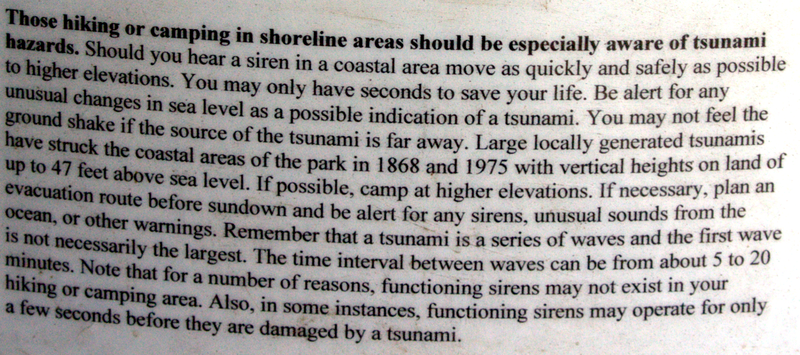 Those hiking or camping in shoreline areas should be especially aware of tsunami
hazards. Should you hear a siren in a coastal area move as quickly and safely as possible
to higher elevations. You may only have seconds to save your life. Be alert for any
unusual changes in sea level as a possible indication of a tsunami. You may not feel the
ground shake if the source of the tsunami is far away. Large locally generated tsunamis
have struck the coastal areas of the park in 1868 and 1975 with vertical heights on land of
up to 47 feet above sea level. If possible, camp at higher elevations. If necessary, plan an
evacuation route before sundown and be alert for any sirens, unusual sounds from the
ocean, or other warnings. Remember that a tsunami is a series of waves and the first wave
is not necessarily the largest. The time interval between waves can be from about 5 to 20
minutes. Note that for a number of reasons, functioning sirens may not exist in your
hiking or camping area. Also, in some instances, functioning sirens may operate for only
a few seconds before they are damaged by a tsunami.